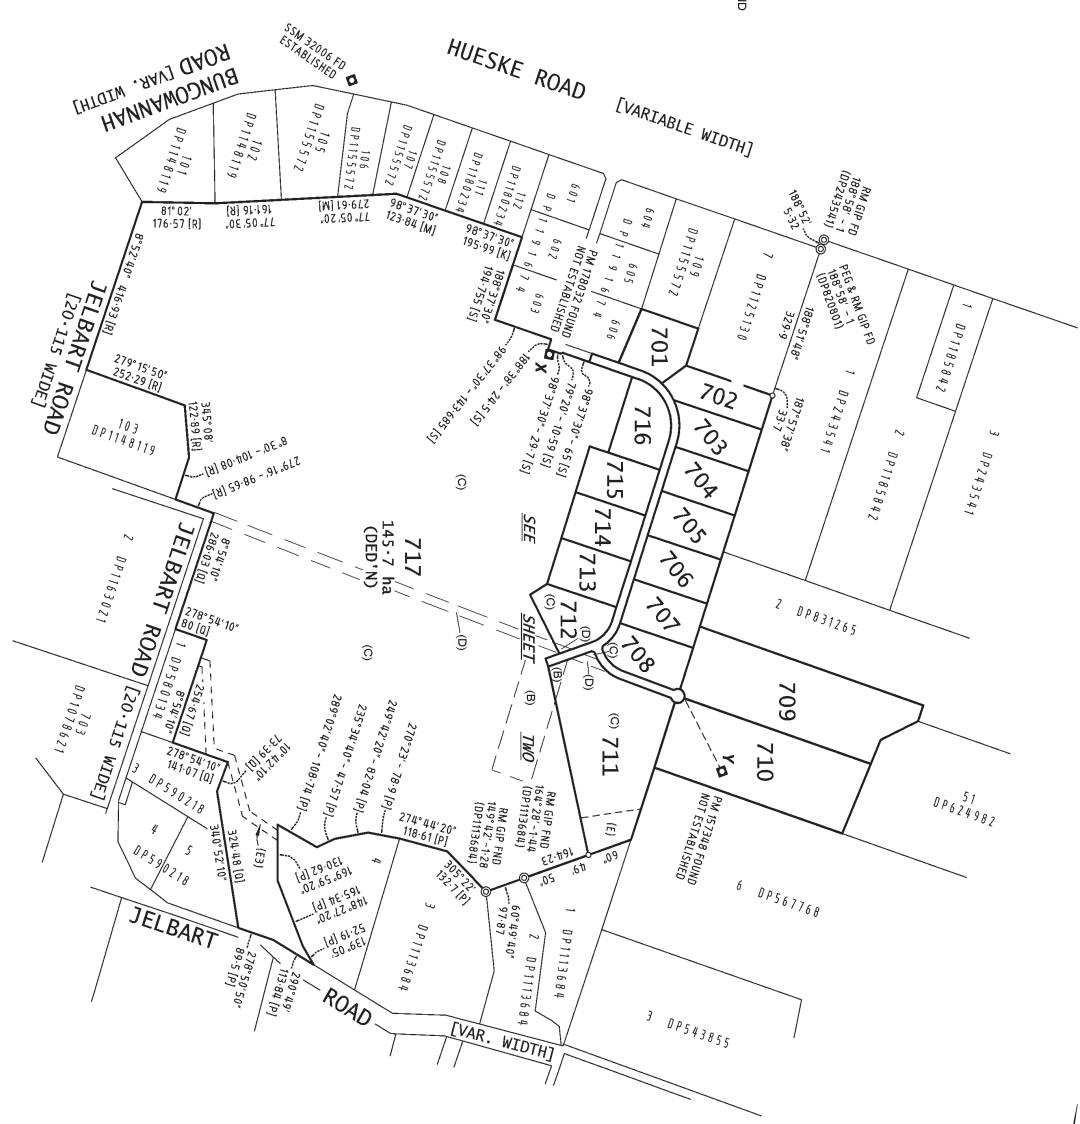 HUESKE ROAD
[VARIABLE WIDTH]
SSM 32006 FD
ESTABLISHED
BUNGOWANNAH
ROAD [VAR. WIDTH]
101
DP1148119
102
DP1148119
105
DP1155572
106
DP1155572
107
DP1155572
108
DP1155572
111
DP1180234
112
DP1180234
601
602
603
DP1191674
604
605
606
DP1191674
109
DP1155572
7 DP1125130
RM GIP FD
188°58' - 1
(DP243541)
188°52'
5·32
PEG & RM GIP FD
188°58' - 1
(DP820801)
188°51'48"
329·9
187°57'38"
33·7
1 DP243541
2 DP1185842
1 DP1185842
3 DP243541
81°02'
176·57 [R]
77°05'30"
161·16 [R]
77°05'20"
279·61 [M]
98°37'30"
123·84 [M]
98°37'30"
195·99 [K]
188°37'30"
194·755 [S]
PM 178032 FOUND
NOT ESTABLISHED
X
98°37'30" - 143·685 [S]
188°38' - 24·5 [S]
98°37'30" - 29·7 [S]
79°20' - 10·59 [S]
98°37'30" - 65 [S]
8°52'40" 416·93 [R]
JELBART ROAD
[20·115 WIDE]
279°15'50"
252·29 [R]
345°08'
122·89 [R]
8°30' - 104·08 [R]
279°16' - 98·65 [R]
103
DP1148119
701
702
703
704
705
706
707
708
709
710
711
712
713
714
715
716
717
145·7 ha
(DED'N)
(C)
(C)
(C)
(C)
(C)
(D)
(D)
(D)
(B)
(B)
(E)
(E3)
SEE
SHEET
TWO
8°54'10"
286·03 [Q]
278°54'10"
80 [Q]
2 DP1163021
JELBART ROAD [20·115 WIDE]
1 DP580134
8°54'10"
254·67 [Q]
278°54'10"
141·07 [Q]
10°42'10"
73·39 [Q]
703
DP1078621
3 DP590218
4
5
DP590218
340°52'10"
324·48 [Q]
289°02'40" - 108·74 [P]
235°34'40" - 47·57 [P]
249°42'20" - 82·04 [P]
270°23' - 78·9 [P]
274°44'20"
118·61 [P]
305°22'
132·7 [P]
169°59'20"
130·62 [P]
148°27'20"
165·34 [P]
139°05'
52·19 [P]
RM GIP FND
149°42' - 1·28
(DP1113684)
RM GIP FND
164°28' - 1·44
(DP1113684)
60° 49' 50"
164·23
60°49'40"
97·87
4
3 DP1113684
2 DP1113684
1 DP1113684
278°50'50"
89·5 [P]
290°49'
113·84 [P]
JELBART
ROAD
[VAR. WIDTH]
Y
PM 157348 FOUND
NOT ESTABLISHED
2 DP831265
51
DP624982
6 DP567768
3 DP543855